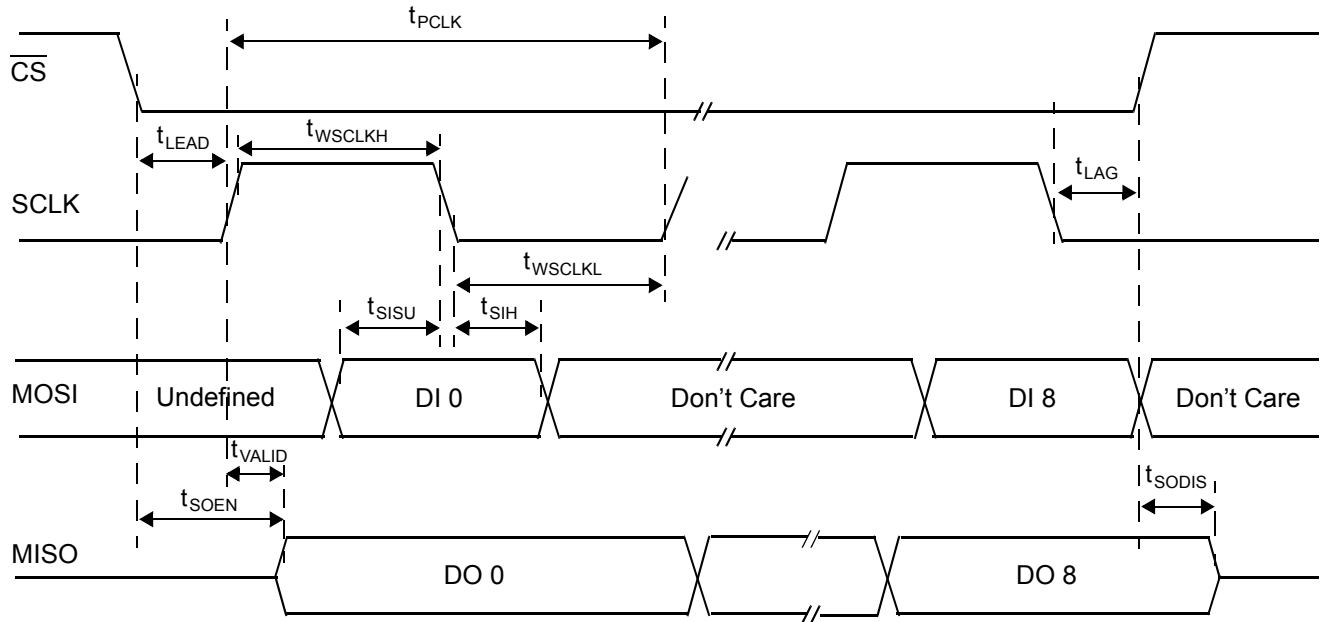 tPCLK
CS
tLEAD
tWSCLKH
tLAG
SCLK
tWSCLKL
tSISU
tSIH
MOSI
Undefined
DI 0
Don't Care
DI 8
Don't Care
tVALID
tSOEN
tSODIS
MISO
DO 0
DO 8